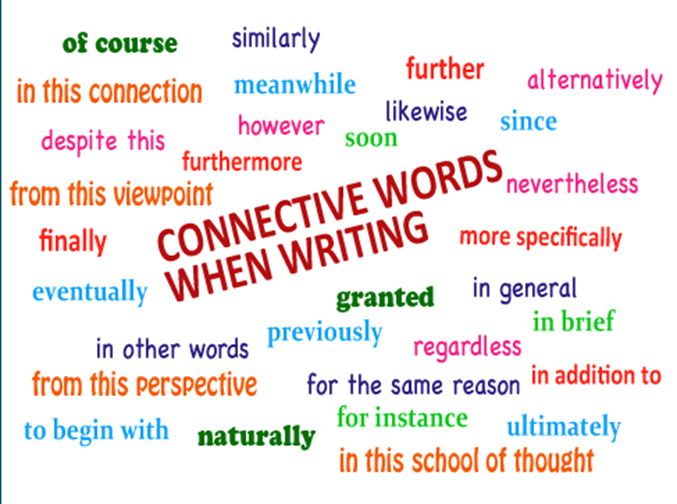 of course
similarly
further
in this connection
meanwhile
alternatively
likewise
since
despite this
however
soon
furthermore
from this viewpoint
CONNECTIVE WORDS
WHEN WRITING
nevertheless
finally
more specifically
eventually
granted
in general
in brief
previously
in other words
regardless
from this perspective
for the same reason
in addition to
to begin with
naturally
for instance
ultimately
in this school of thought